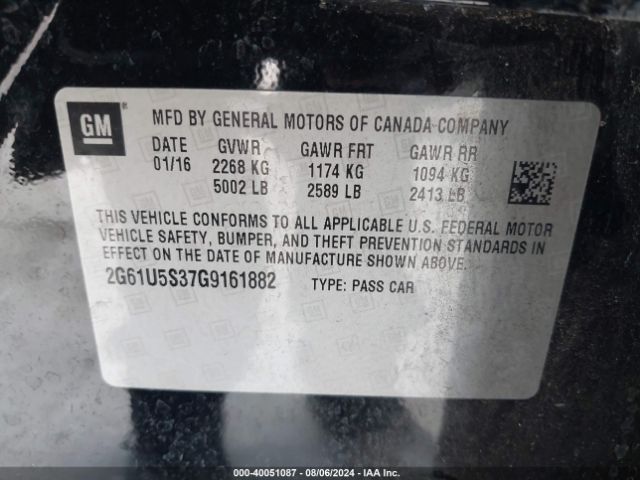 GM
MFD BY GENERAL MOTORS OF CANADA COMPANY
DATE GVWR GAWR FRT GAWR RR
01/16 2268 KG 1174 KG 1094 KG
5002 LB 2589 LB 2413 LB
THIS VEHICLE CONFORMS TO ALL APPLICABLE U.S. FEDERAL MOTOR
VEHICLE SAFETY, BUMPER, AND THEFT PREVENTION STANDARDS IN
EFFECT ON THE DATE OF MANUFACTURE SHOWN ABOVE.
2G61U5S37G9161882 TYPE: PASS CAR
000-40051087 - 08/06/2024 - IAA Inc.